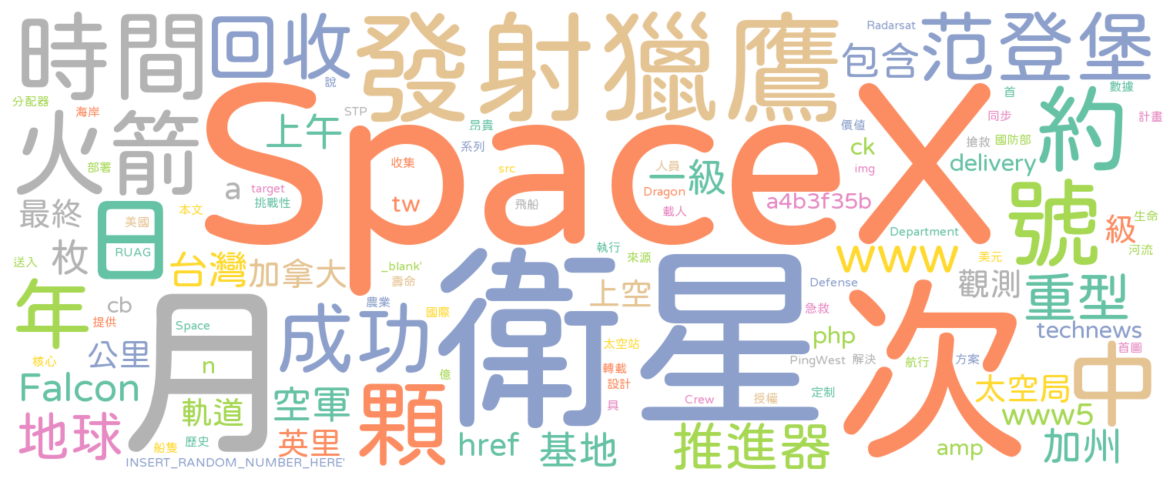 時間
回收
發射
獵鷹
包含
范登堡
Radarsat
分配器
海岸
說
STP
昂貴
價值
首
數據
同步
計畫
火箭
SpaceX
上午
系列
ck
搶救
國防部
約
部署
收集
src
人員
一級
delivery
img
a
target
挑戰性
tw
飛船
Dragon
載人
a4b3f35b
最終
日
美國
本文
號
生命
級
河流
枚
RUAG
執行
來源
Department
www
美元
送入
台灣
加拿大
_blank'
壽命
衛星
上空
Defense
觀測
重型
年
cb
提供
月
Space
成功
農業
國際
急救
php
次
technews
核心
公里
n
億
太空站
PingWest
解決
航行
方案
首圖
中
Falcon
軌道
空軍
顆
轉載
設計
具
Crew
授權
定制
太空局
www5
地球
船隻
歷史
英里
href
基地
推進器
amp
加州
INSERT_RANDOM_NUMBER_HERE'